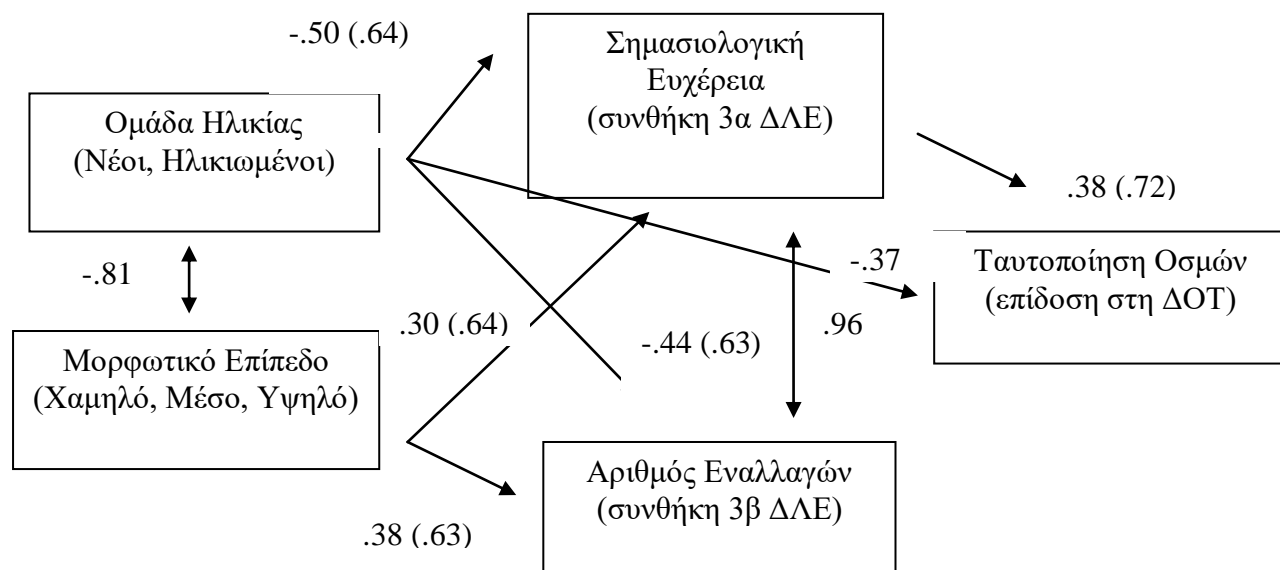 -.50 (.64)
Σημασιολογική
Ευχέρεια
(συνθήκη 3α ΔΛΕ)
Ομάδα Ηλικίας
(Νέοι, Ηλικιωμένοι)
.38 (.72)
-.81
-.37
Ταυτοποίηση Οσμών
(επίδοση στη ΔΟΤ)
.30 (.64)
-.44 (.63)
.96
Μορφωτικό Επίπεδο
(Χαμηλό, Μέσο, Υψηλό)
Αριθμός Εναλλαγών
(συνθήκη 3β ΔΛΕ)
.38 (.63)